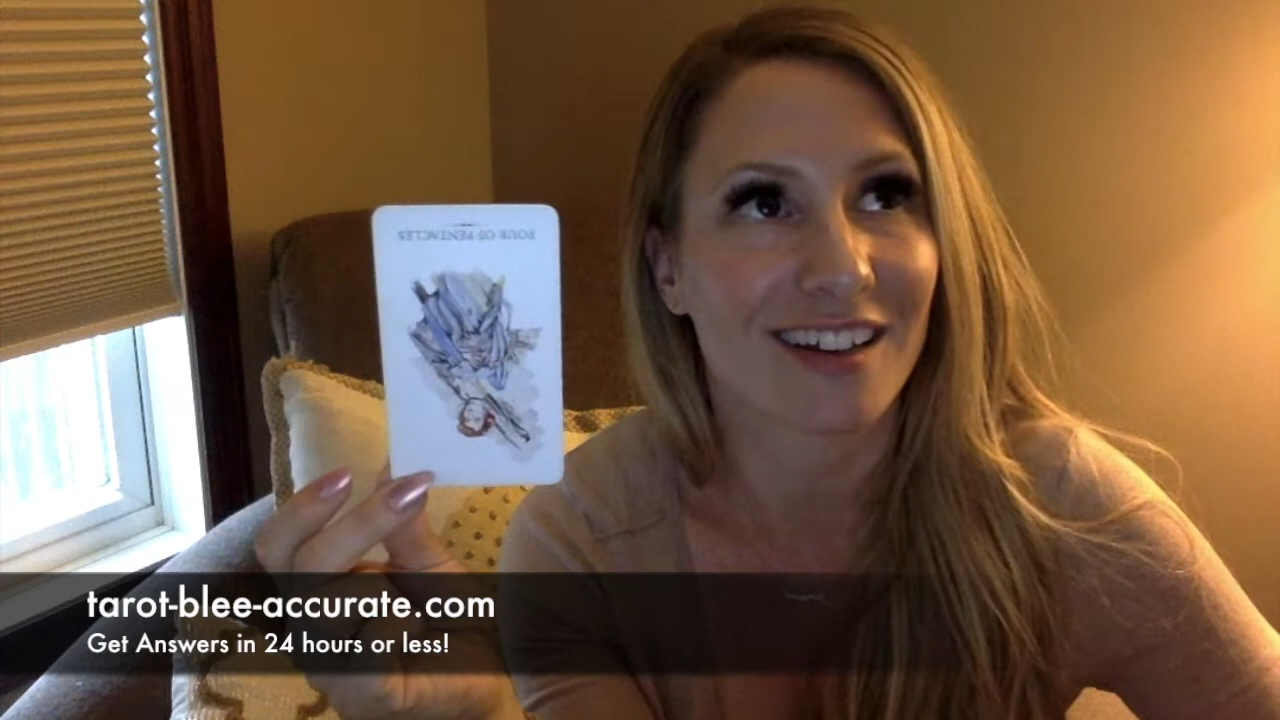 FOUR OF PENTACLES
tarot-blee-accurate.com
Get Answers in 24 hours or less!